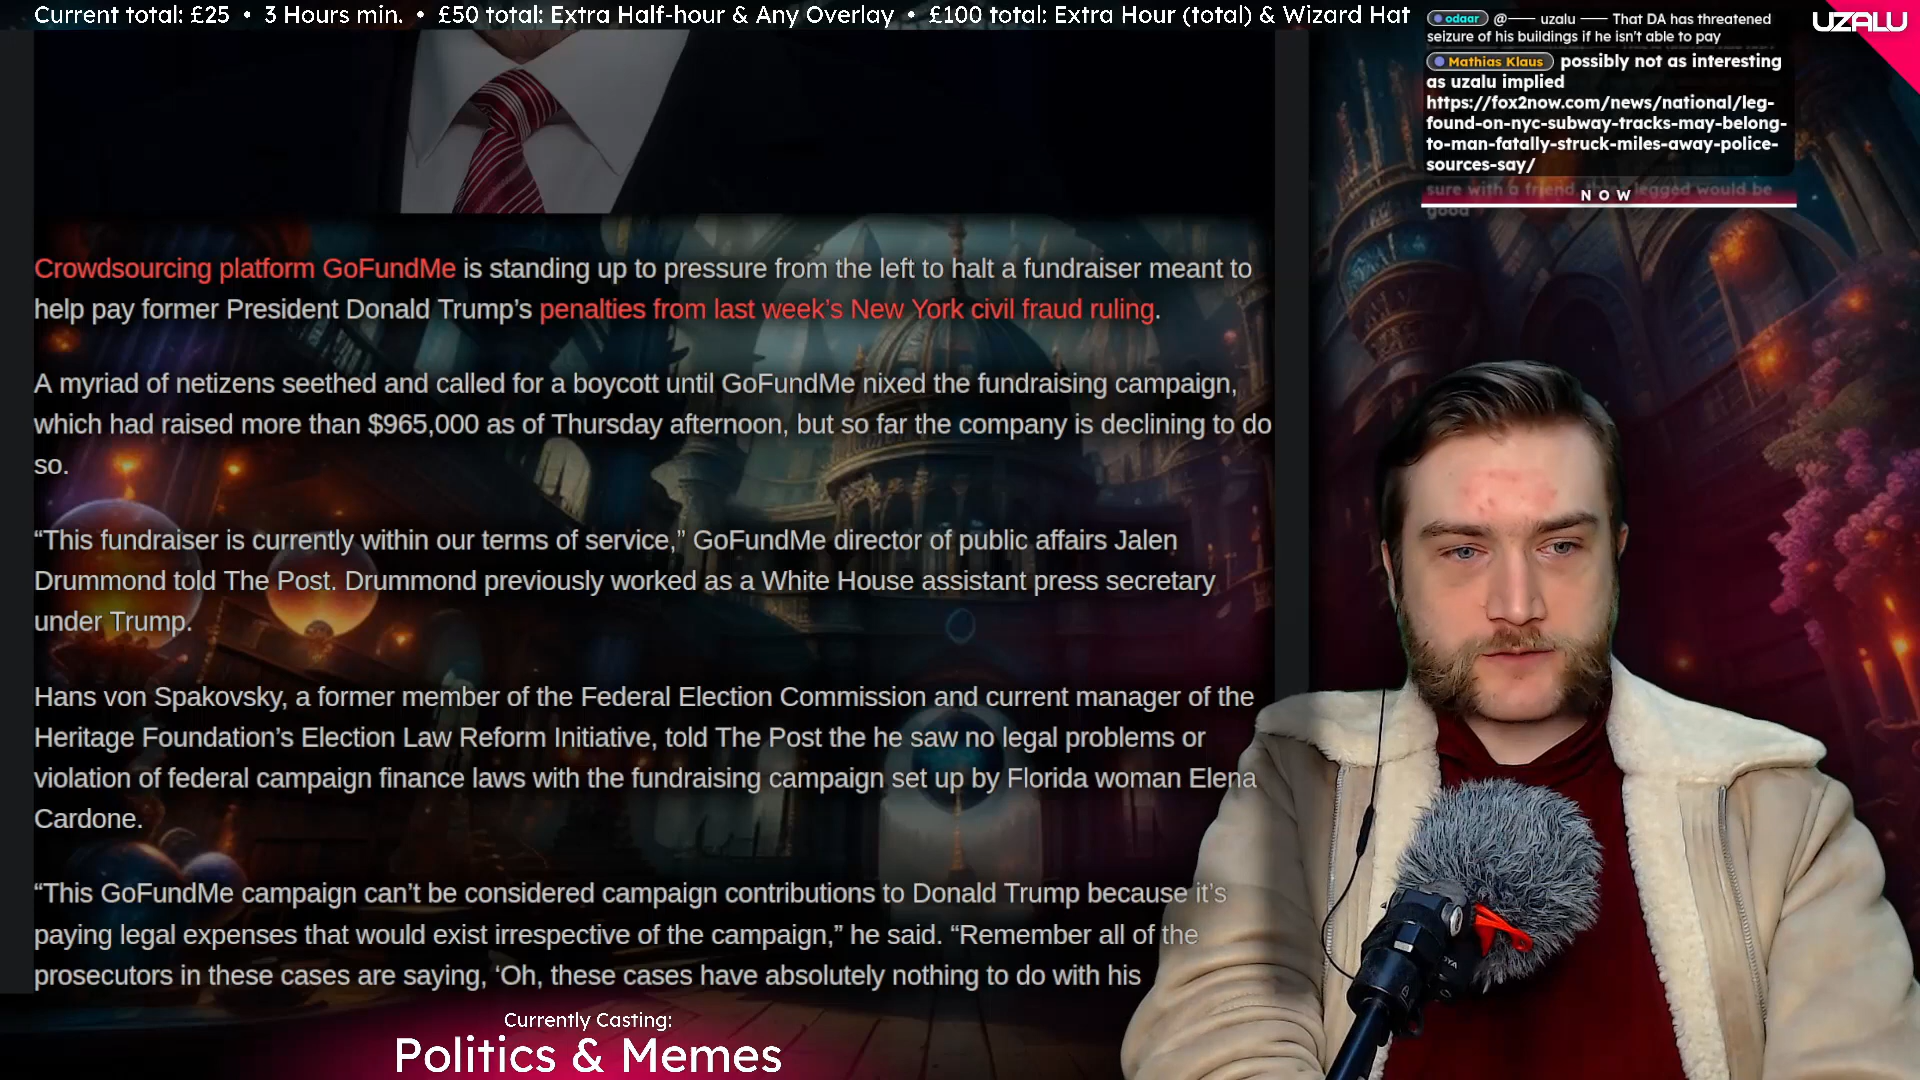 Current total: £25 • 3 Hours min. • £50 total: Extra Half-hour & Any Overlay • £100 total: Extra Hour (total) & Wizard Hat
odaar @—— uzalu —— That DA has threatened
seizure of his buildings if he isn't able to pay
Mathias Klaus possibly not as interesting
as uzalu implied
https://fox2now.com/news/national/leg-
found-on-nyc-subway-tracks-may-belong-
to-man-fatally-struck-miles-away-police-
sources-say/
sure with a friend, legged would be
good
NOW
UZALU
Crowdsourcing platform GoFundMe is standing up to pressure from the left to halt a fundraiser meant to
help pay former President Donald Trump’s penalties from last week’s New York civil fraud ruling.
A myriad of netizens seethed and called for a boycott until GoFundMe nixed the fundraising campaign,
which had raised more than $965,000 as of Thursday afternoon, but so far the company is declining to do
so.
“This fundraiser is currently within our terms of service,” GoFundMe director of public affairs Jalen
Drummond told The Post. Drummond previously worked as a White House assistant press secretary
under Trump.
Hans von Spakovsky, a former member of the Federal Election Commission and current manager of the
Heritage Foundation’s Election Law Reform Initiative, told The Post the he saw no legal problems or
violation of federal campaign finance laws with the fundraising campaign set up by Florida woman Elena
Cardone.
“This GoFundMe campaign can’t be considered campaign contributions to Donald Trump because it’s
paying legal expenses that would exist irrespective of the campaign,” he said. “Remember all of the
prosecutors in these cases are saying, ‘Oh, these cases have absolutely nothing to do with his
Currently Casting:
Politics & Memes